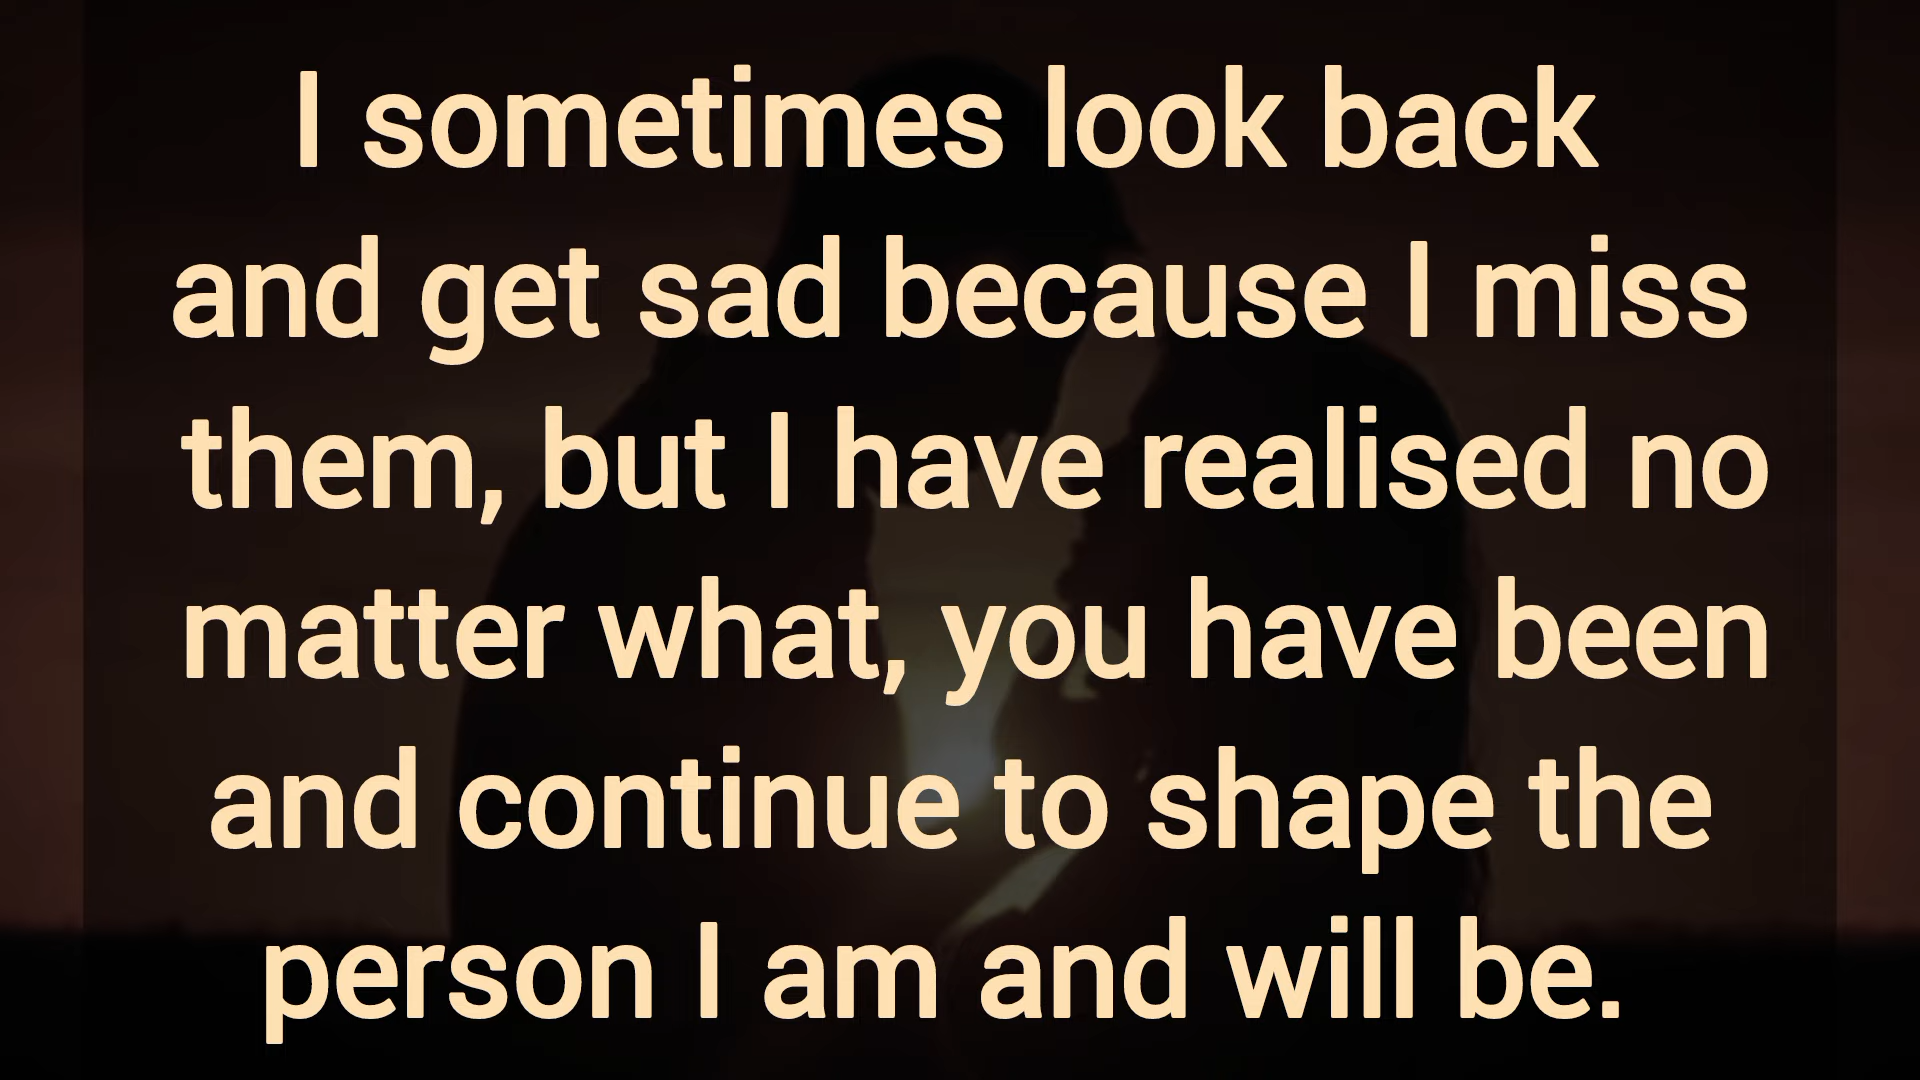 I sometimes look back
and get sad because I miss
them, but I have realised no
matter what, you have been
and continue to shape the
person I am and will be.